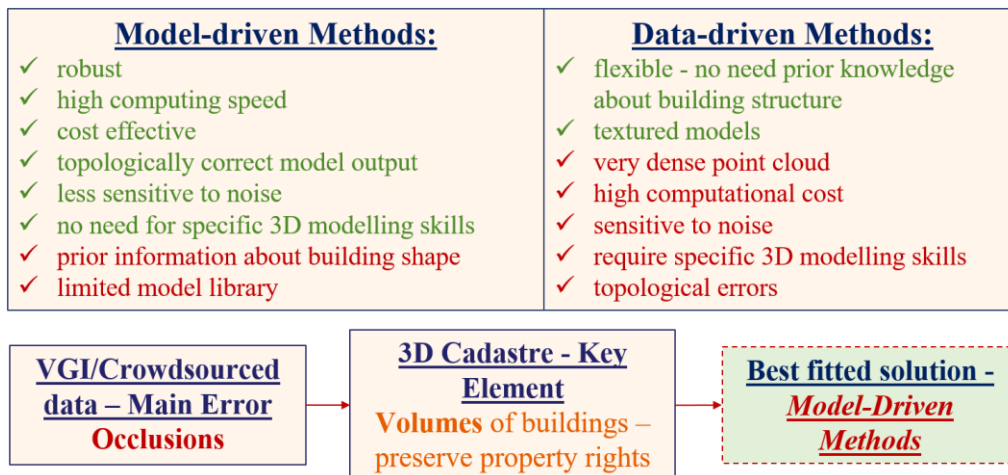 Model-driven Methods:
✓ robust
✓ high computing speed
✓ cost effective
✓ topologically correct model output
✓ less sensitive to noise
✓ no need for specific 3D modelling skills
✓ prior information about building shape
✓ limited model library
Data-driven Methods:
✓ flexible - no need prior knowledge
about building structure
✓ textured models
✓ very dense point cloud
✓ high computational cost
✓ sensitive to noise
✓ require specific 3D modelling skills
✓ topological errors
VGI/Crowdsourced
data – Main Error
Occlusions
3D Cadastre - Key
Element
Volumes of buildings –
preserve property rights
Best fitted solution -
Model-Driven
Methods